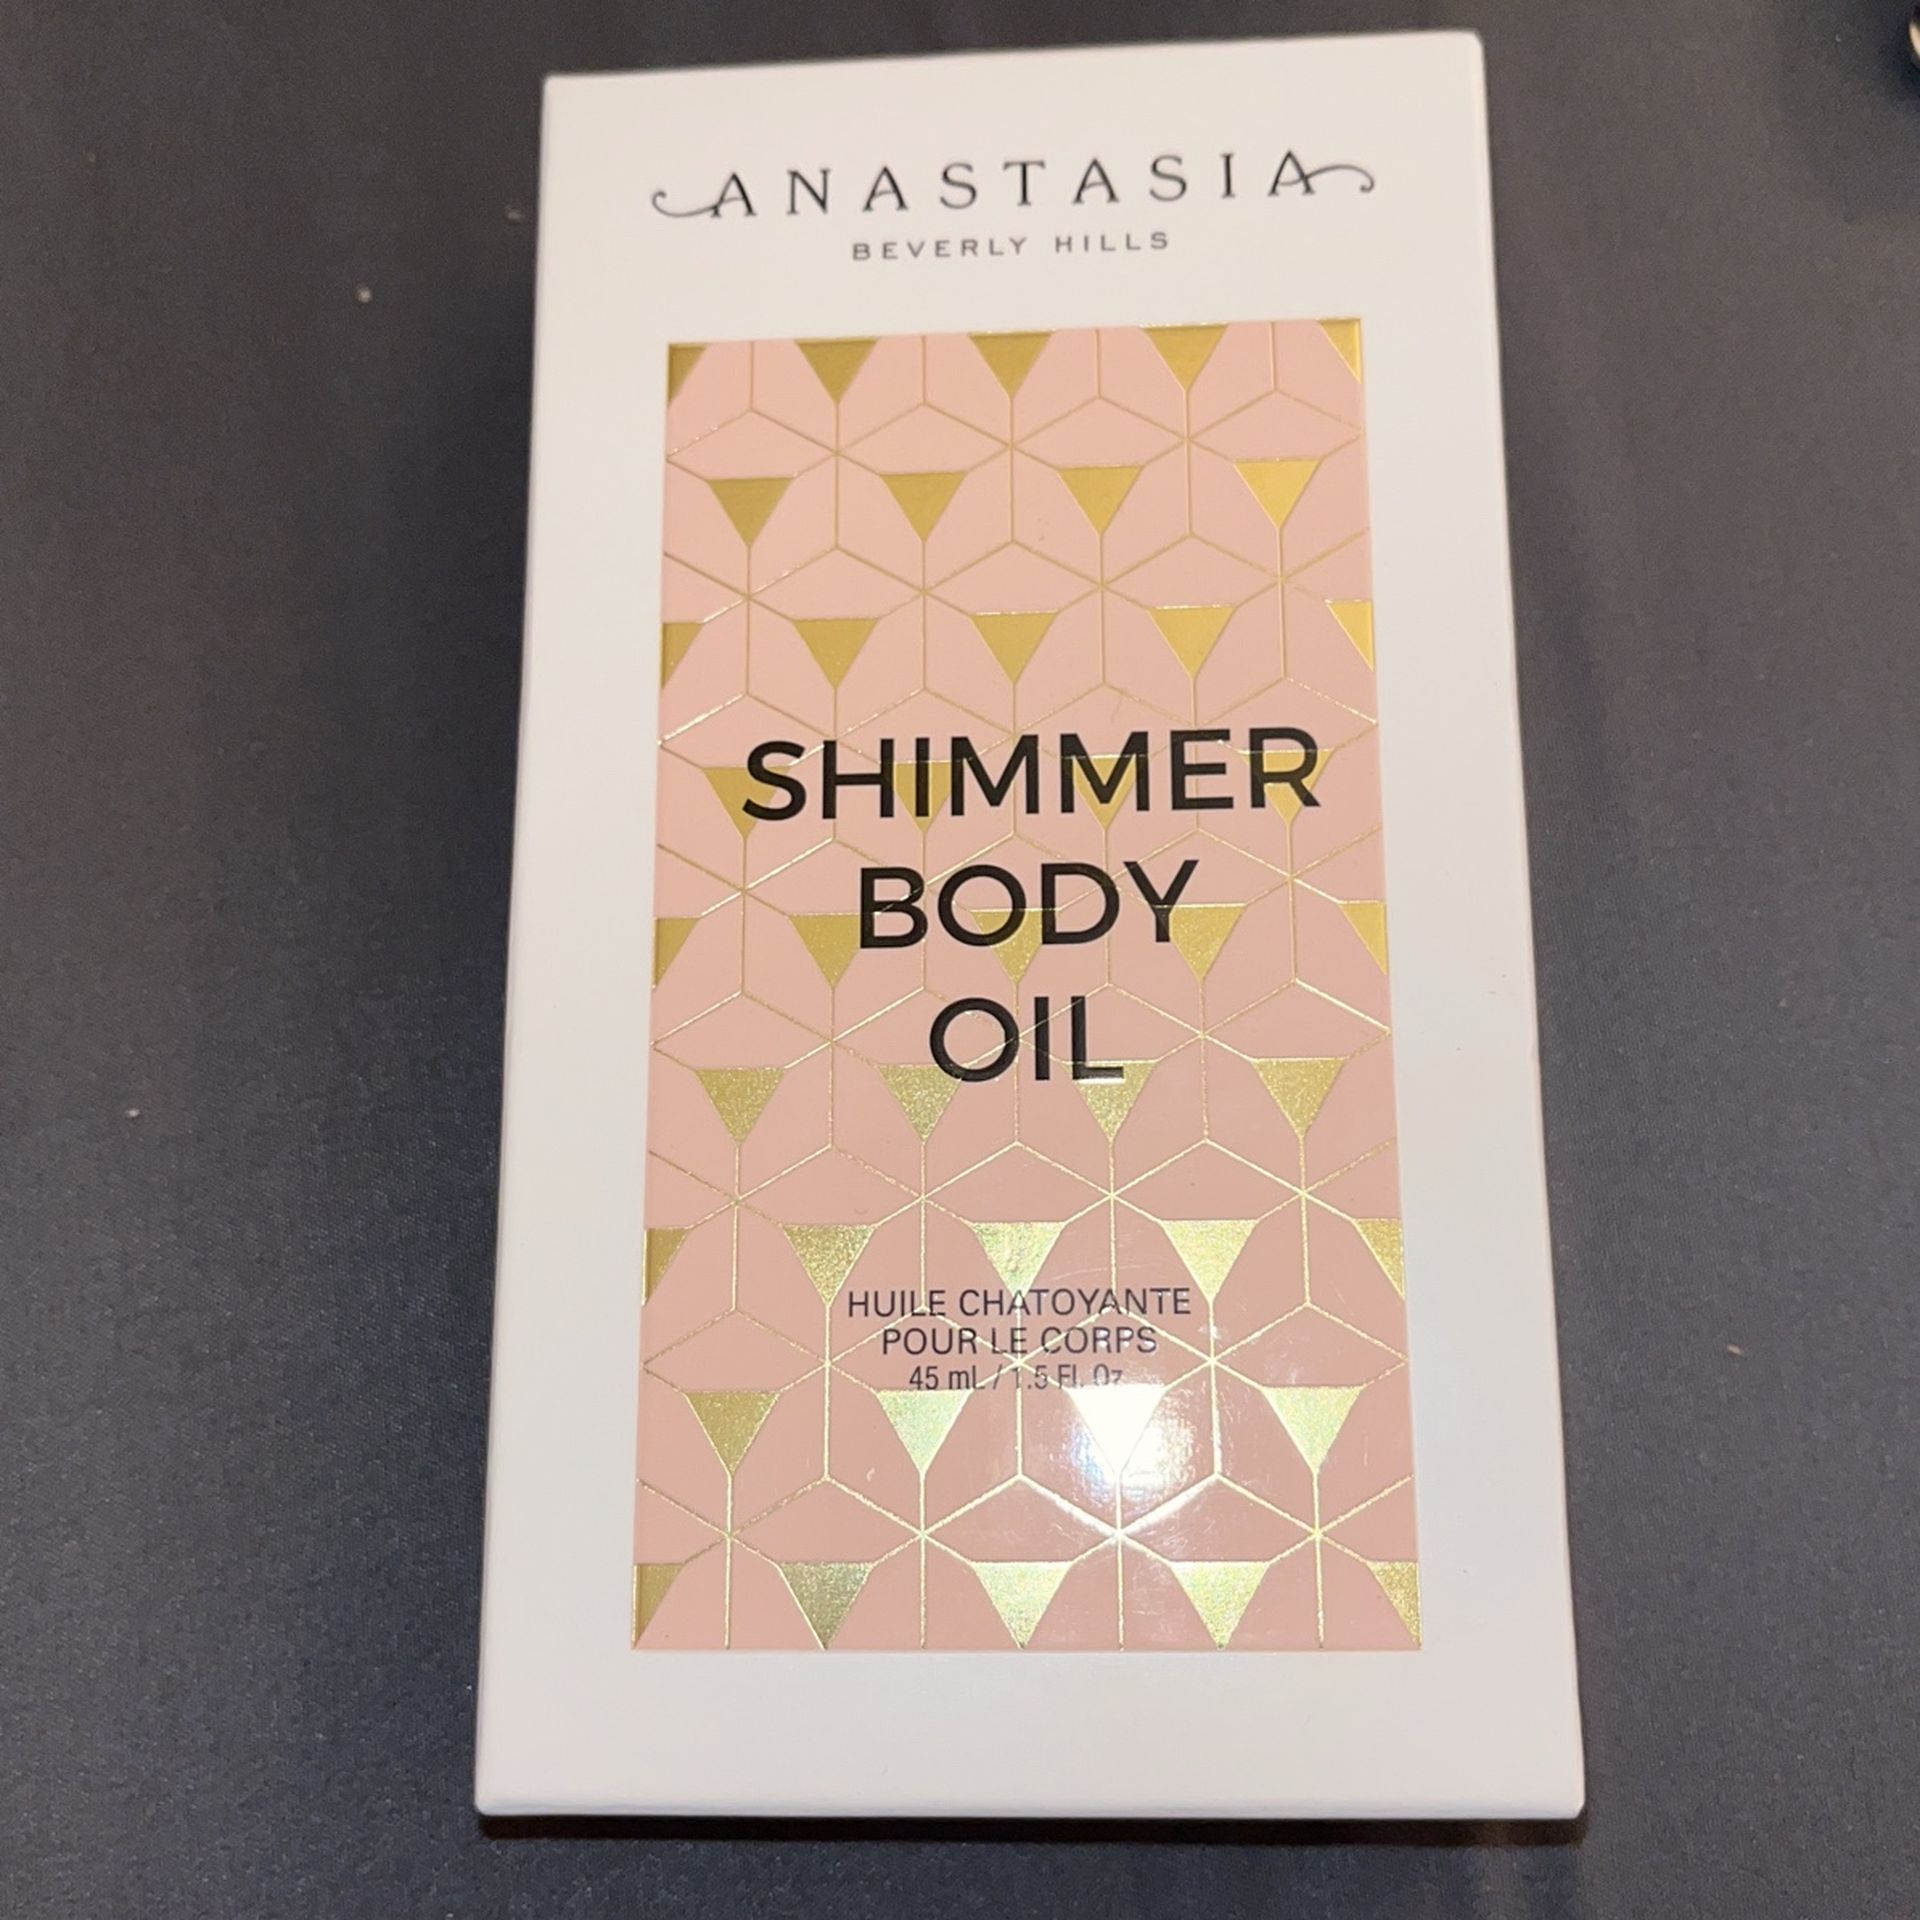 ANASTASIA
BEVERLY HILLS
SHIMMER
BODY
OIL
HUILE CHATOYANTE
POUR LE CORPS
45 mL / 1.5 Fl. Oz